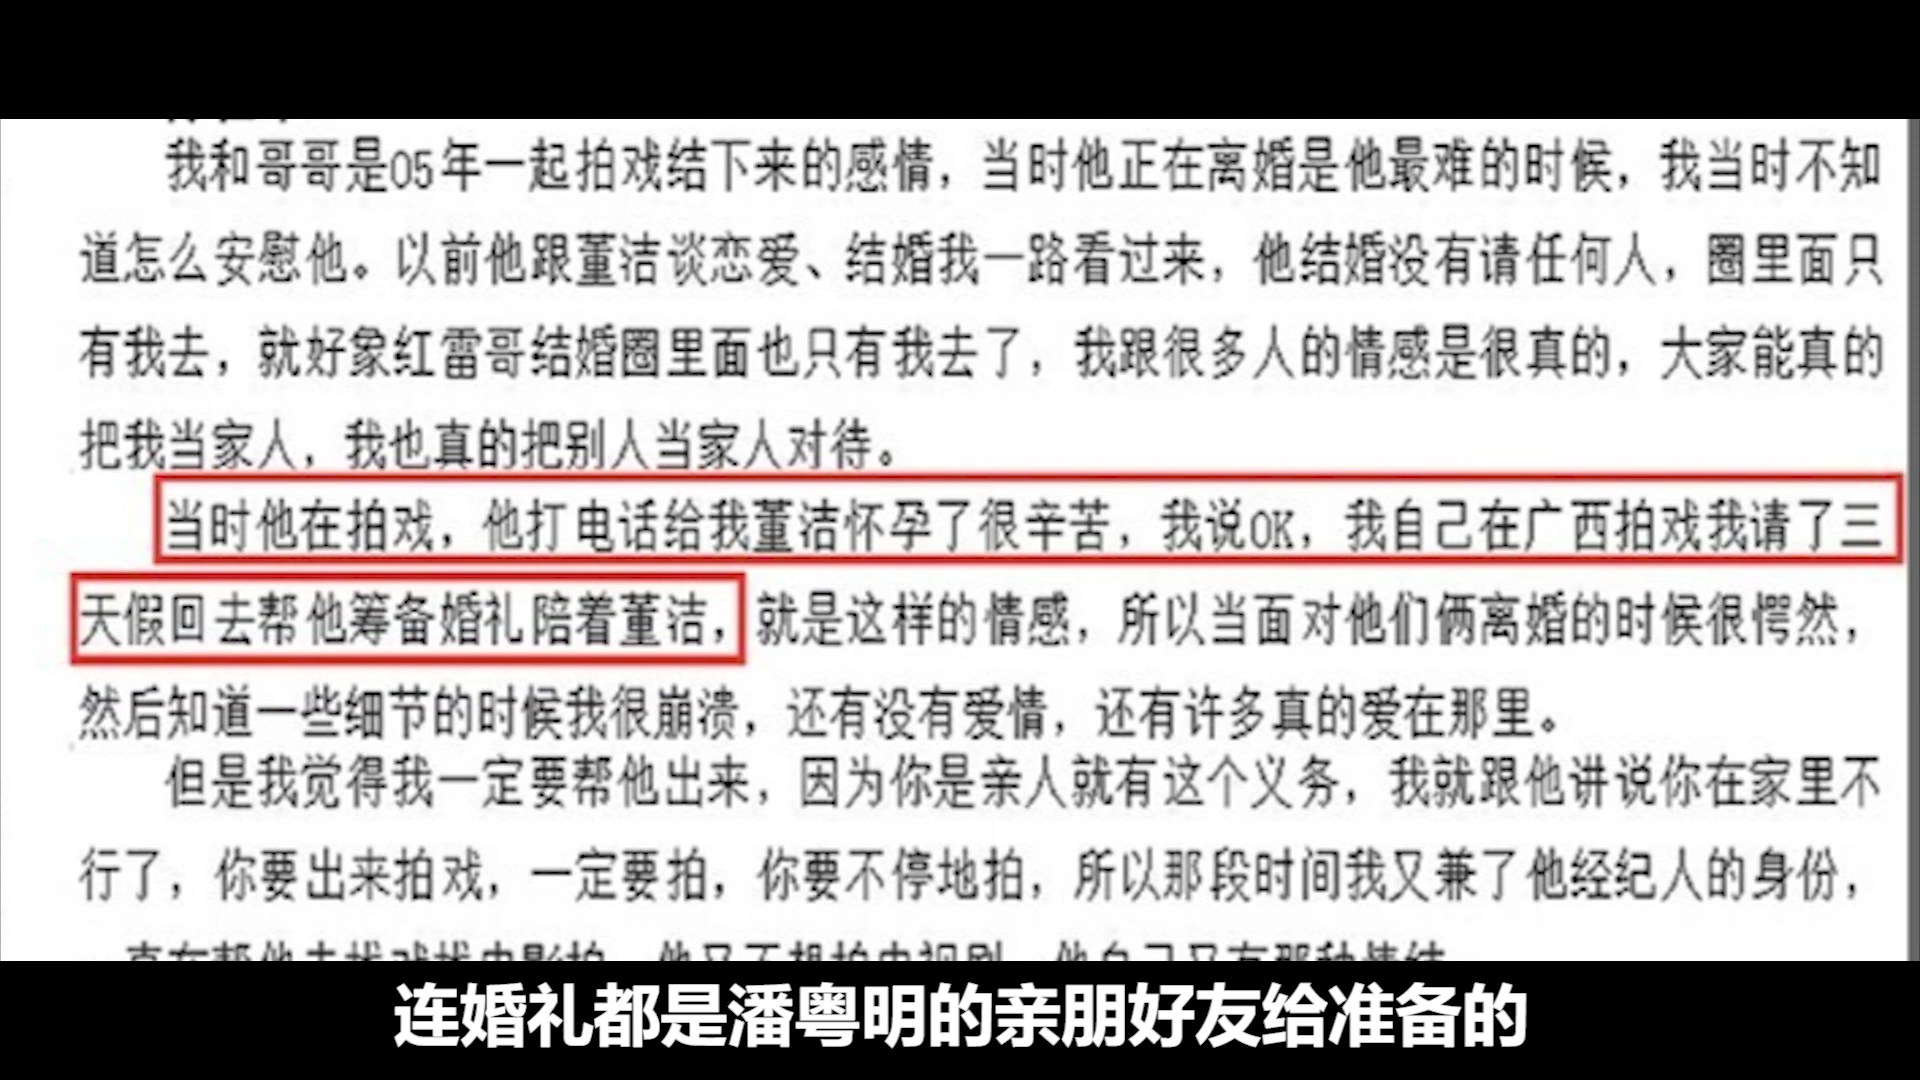 我和哥哥是05年一起拍戏结下来的感情，当时他正在离婚是他最难的时候，我当时不知
道怎么安慰他。以前他跟董洁谈恋爱、结婚我一路看过来，他结婚没有请任何人，圈里面只
有我去，就好象红雷哥结婚圈里面也只有我去了，我跟很多人的情感是很真的，大家能真的
把我当家人，我也真的把别人当家人对待。
当时他在拍戏，他打电话给我董洁怀孕了很辛苦，我说OK，我自己在广西拍戏我请了三
天假回去帮他筹备婚礼陪着董洁，就是这样的情感，所以当面对他们俩离婚的时候很愕然，
然后知道一些细节的时候我很崩溃，还有没有爱情，还有许多真的爱在那里。
但是我觉得我一定要帮他出来，因为你是亲人就有这个义务，我就跟他讲说你在家里不
行了，你要出来拍戏，一定要拍，你要不停地拍，所以那段时间我又兼了他经纪人的身份，
连婚礼都是潘粤明的亲朋好友给准备的